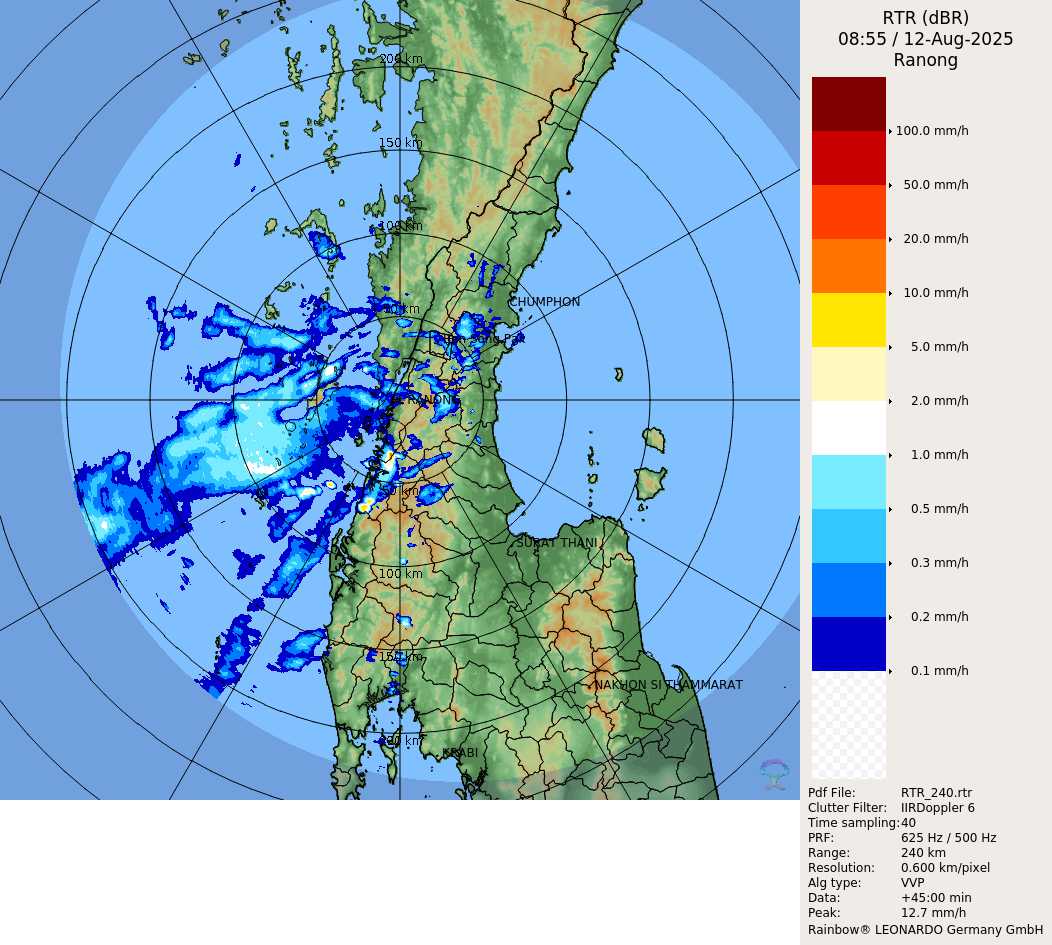 RTR (dBR)
08:55 / 12-Aug-2025
Ranong
100.0 mm/h
50.0 mm/h
20.0 mm/h
10.0 mm/h
5.0 mm/h
2.0 mm/h
1.0 mm/h
0.5 mm/h
0.3 mm/h
0.2 mm/h
0.1 mm/h
Pdf File: RTR_240.rtr
Clutter Filter: IIRDoppler 6
Time sampling: 40
PRF: 625 Hz / 500 Hz
Range: 240 km
Resolution: 0.600 km/pixel
Alg type: VVP
Data: +45:00 min
Peak: 12.7 mm/h
Rainbow® LEONARDO Germany GmbH
200 km
150 km
100 km
CHUMPHON
50 km
RANONG
50 km
SURAT THANI
100 km
150 km
NAKHON SI THAMMARAT
200 km
KRABI